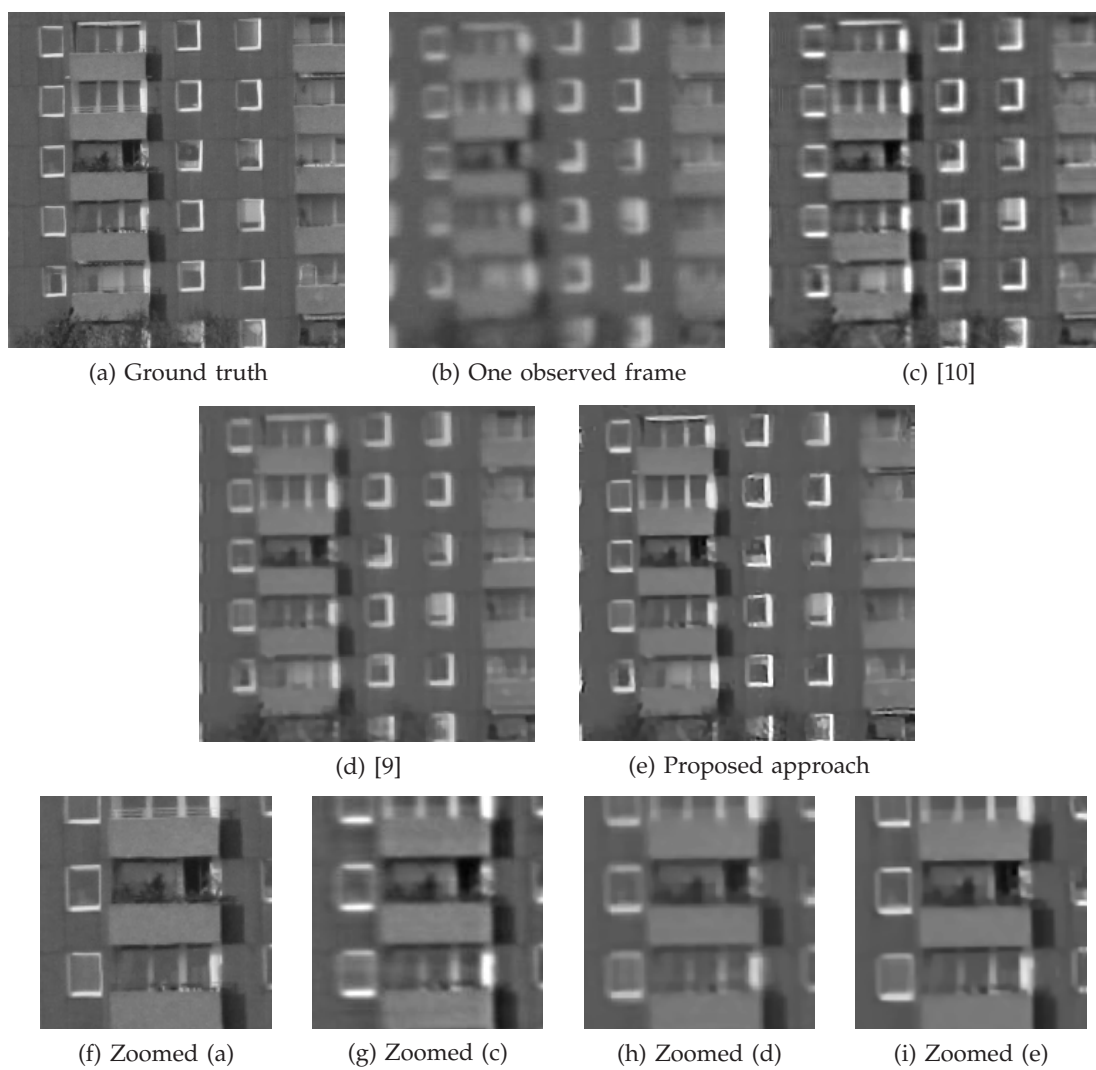 (a) Ground truth
(b) One observed frame
(c) [10]
(d) [9]
(e) Proposed approach
(f) Zoomed (a)
(g) Zoomed (c)
(h) Zoomed (d)
(i) Zoomed (e)